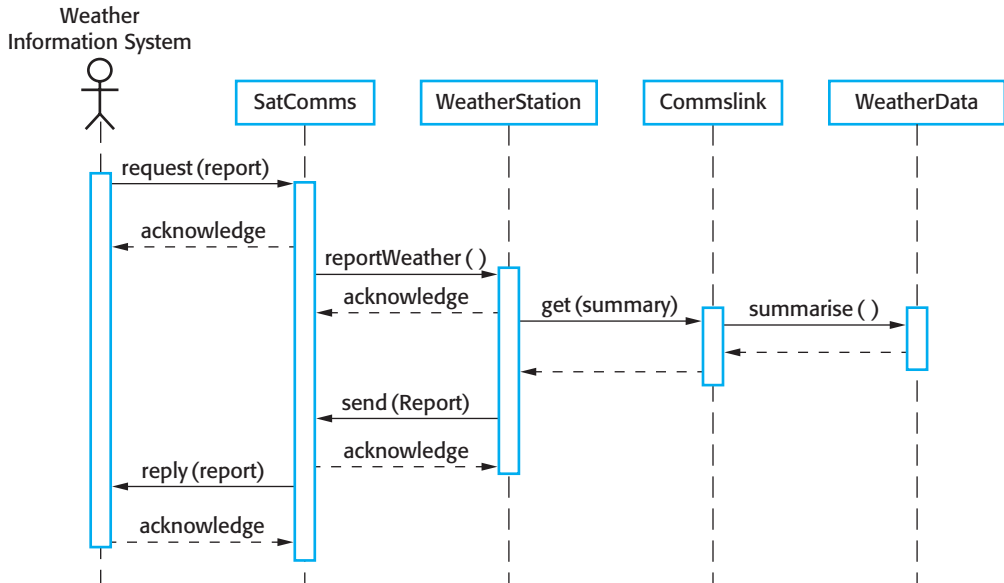 Weather
Information System
SatComms
WeatherStation
Commslink
WeatherData
request (report)
acknowledge
reportWeather ( )
acknowledge
get (summary)
summarise ( )
send (Report)
acknowledge
reply (report)
acknowledge